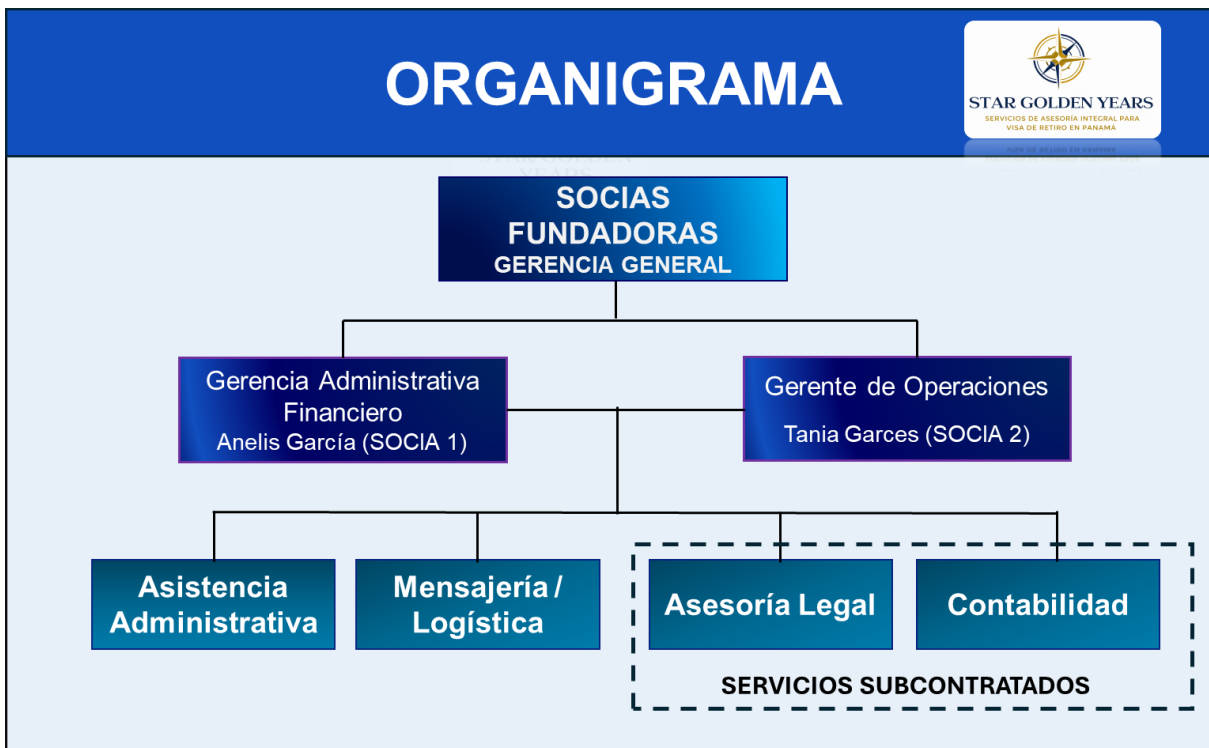 ORGANIGRAMA
STAR GOLDEN YEARS
SERVICIOS DE ASESORÍA INTEGRAL PARA
VISA DE RETIRO EN PANAMÁ
SOCIAS
FUNDADORAS
GERENCIA GENERAL
Gerencia Administrativa
Financiero
Anelis García (SOCIA 1)
Gerente de Operaciones
Tania Garces (SOCIA 2)
Asistencia
Administrativa
Mensajería /
Logística
Asesoría Legal
Contabilidad
SERVICIOS SUBCONTRATADOS